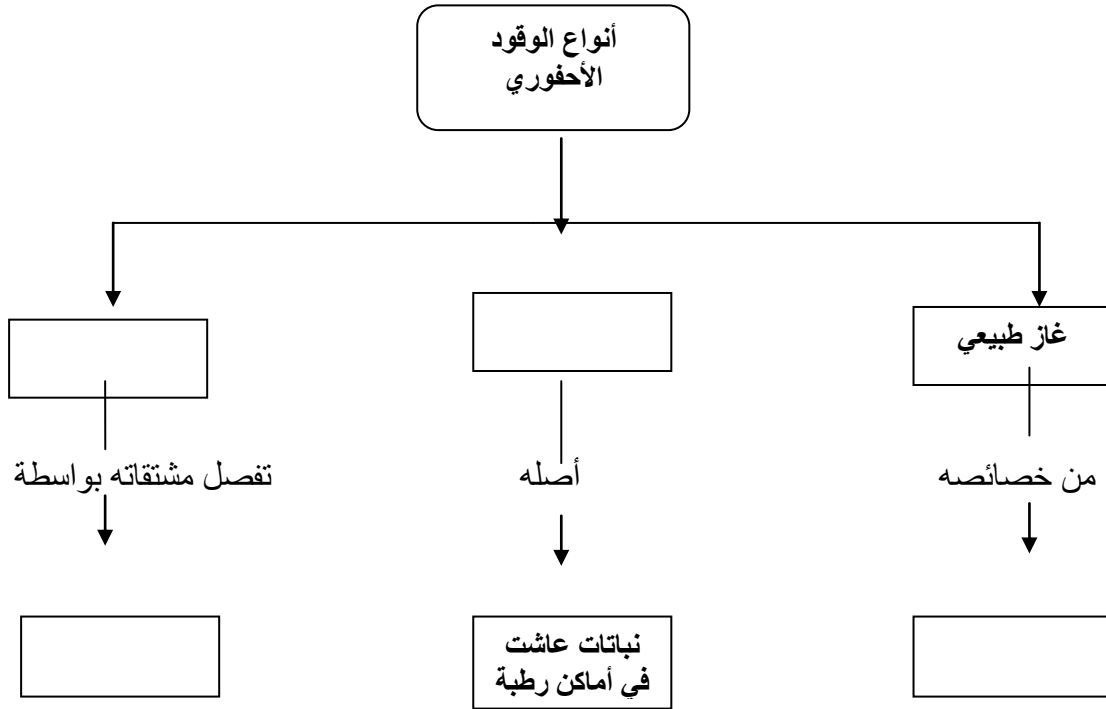 أنواع الوقود
الأحفوري
غاز طبيعي
من خصائصه
أصله
تفصل مشتقاته بواسطة
نباتات عاشت
في أماكن رطبة